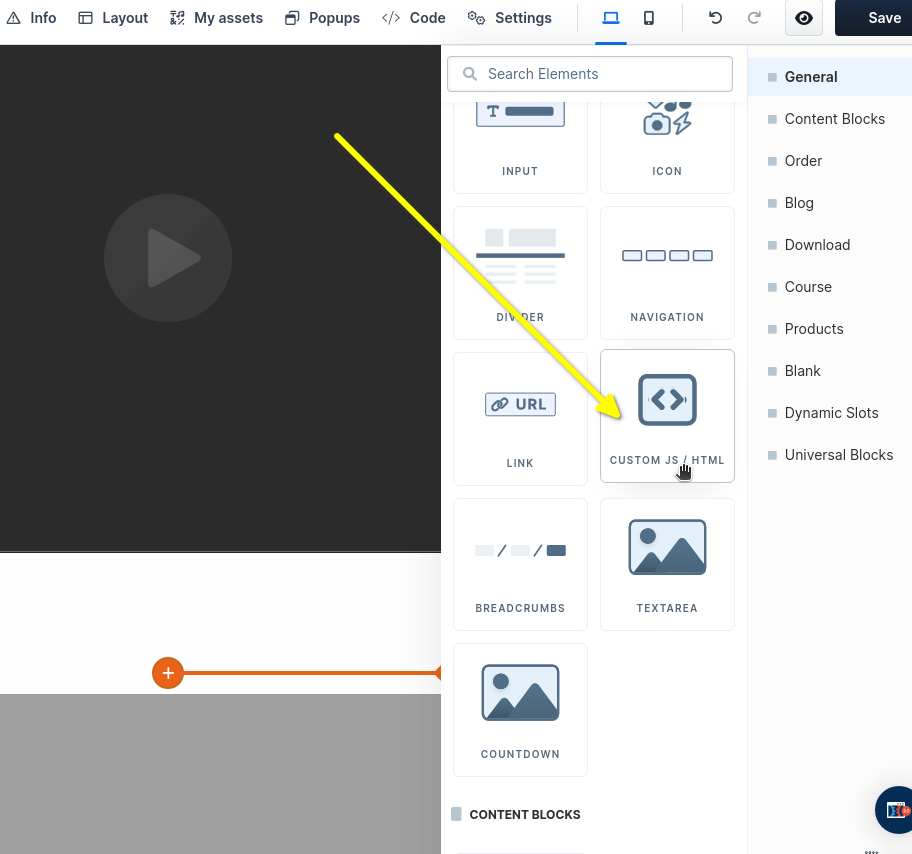 Info
Layout
My assets
Popups
Code
Settings
Save
Search Elements
General
Content Blocks
Order
Blog
Download
Course
Products
Blank
Dynamic Slots
Universal Blocks
T
INPUT
ICON
DIVIDER
NAVIGATION
URL
LINK
CUSTOM JS / HTML
BREADCRUMBS
TEXTAREA
COUNTDOWN
CONTENT BLOCKS